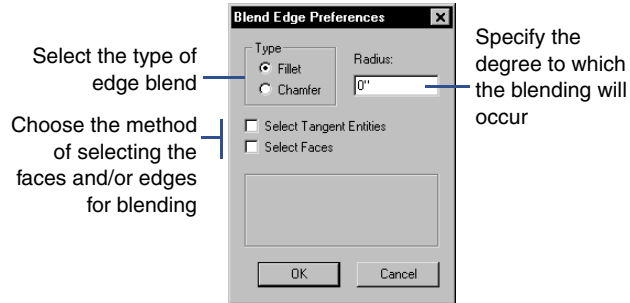 Blend Edge Preferences
Select the type of
edge blend
Type
Fillet
Chamfer
Radius:
0"
Specify the
degree to which
the blending will
occur
Choose the method
of selecting the
faces and/or edges
for blending
Select Tangent Entities
Select Faces
OK
Cancel